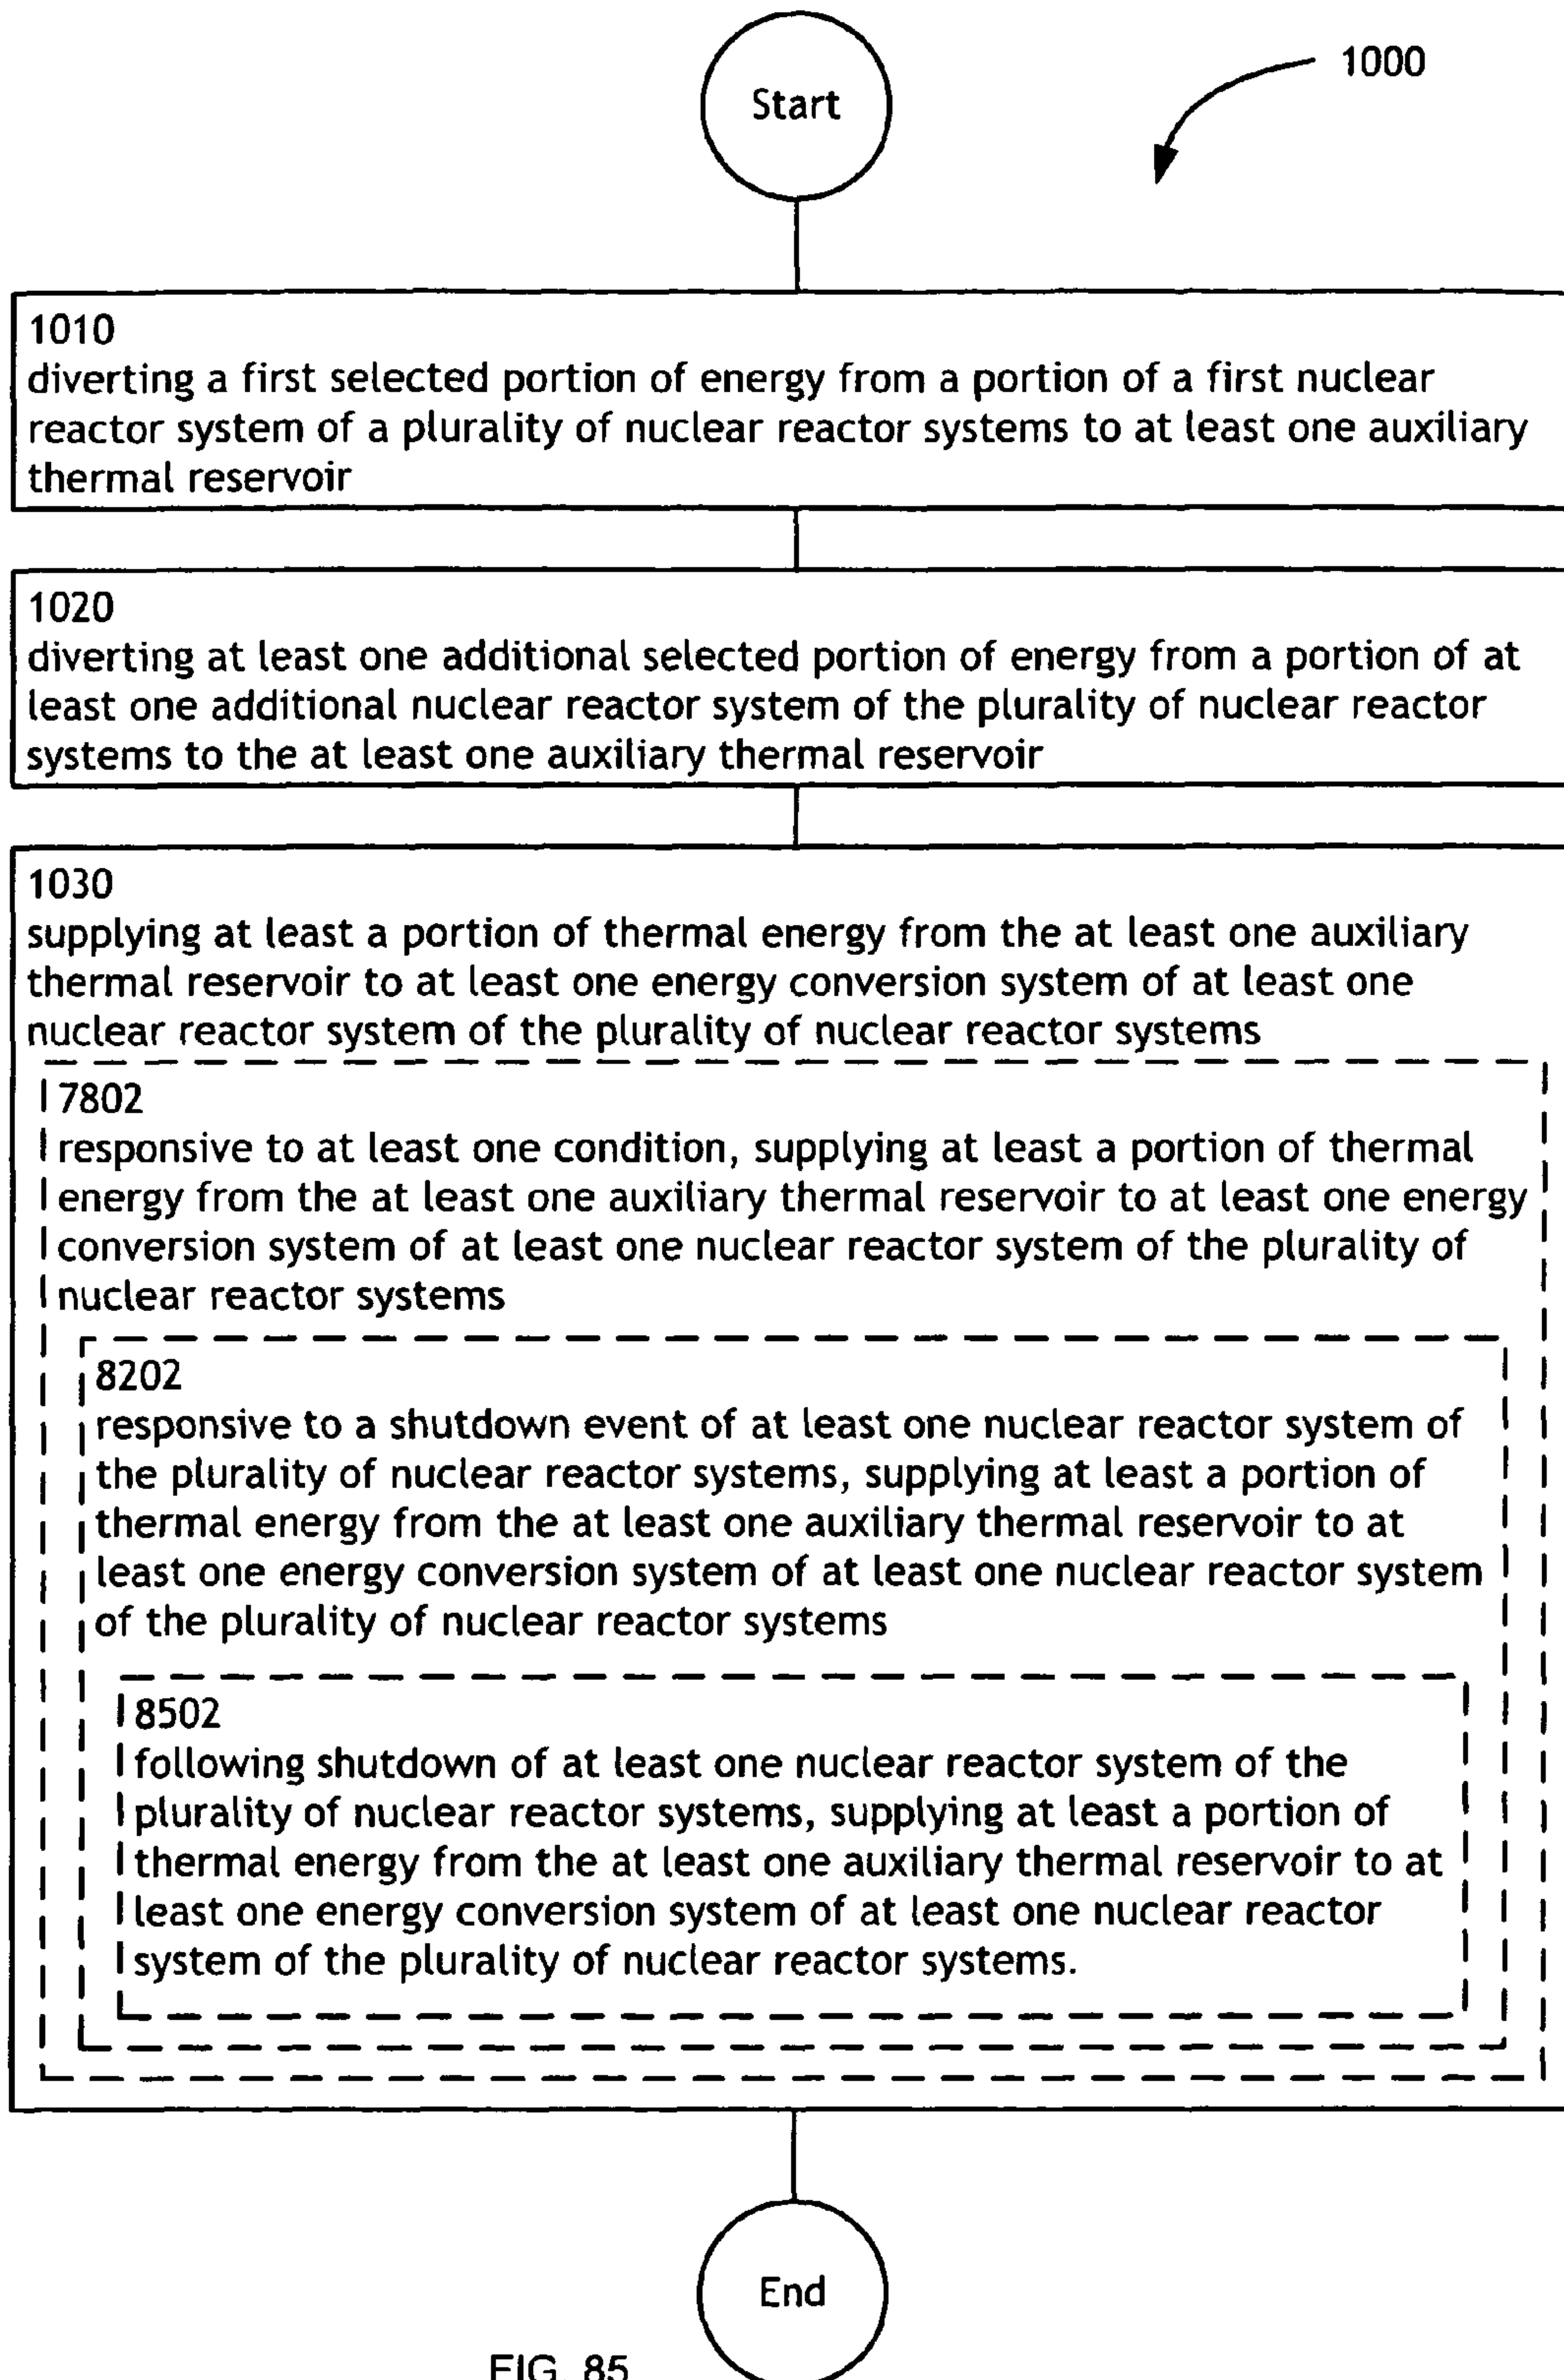 Start
1000
1010
diverting a first selected portion of energy from a portion of a first nuclear
reactor system of a plurality of nuclear reactor systems to at least one auxiliary
thermal reservoir
1020
diverting at least one additional selected portion of energy from a portion of at
least one additional nuclear reactor system of the plurality of nuclear reactor
systems to the at least one auxiliary thermal reservoir
1030
supplying at least a portion of thermal energy from the at least one auxiliary
thermal reservoir to at least one energy conversion system of at least one
nuclear reactor system of the plurality of nuclear reactor systems
7802
responsive to at least one condition, supplying at least a portion of thermal
energy from the at least one auxiliary thermal reservoir to at least one energy
conversion system of at least one nuclear reactor system of the plurality of
nuclear reactor systems
8202
responsive to a shutdown event of at least one nuclear reactor system of
the plurality of nuclear reactor systems, supplying at least a portion of
thermal energy from the at least one auxiliary thermal reservoir to at
least one energy conversion system of at least one nuclear reactor system
of the plurality of nuclear reactor systems
8502
following shutdown of at least one nuclear reactor system of the
plurality of nuclear reactor systems, supplying at least a portion of
thermal energy from the at least one auxiliary thermal reservoir to at
least one energy conversion system of at least one nuclear reactor
system of the plurality of nuclear reactor systems.
End
FIG. 85